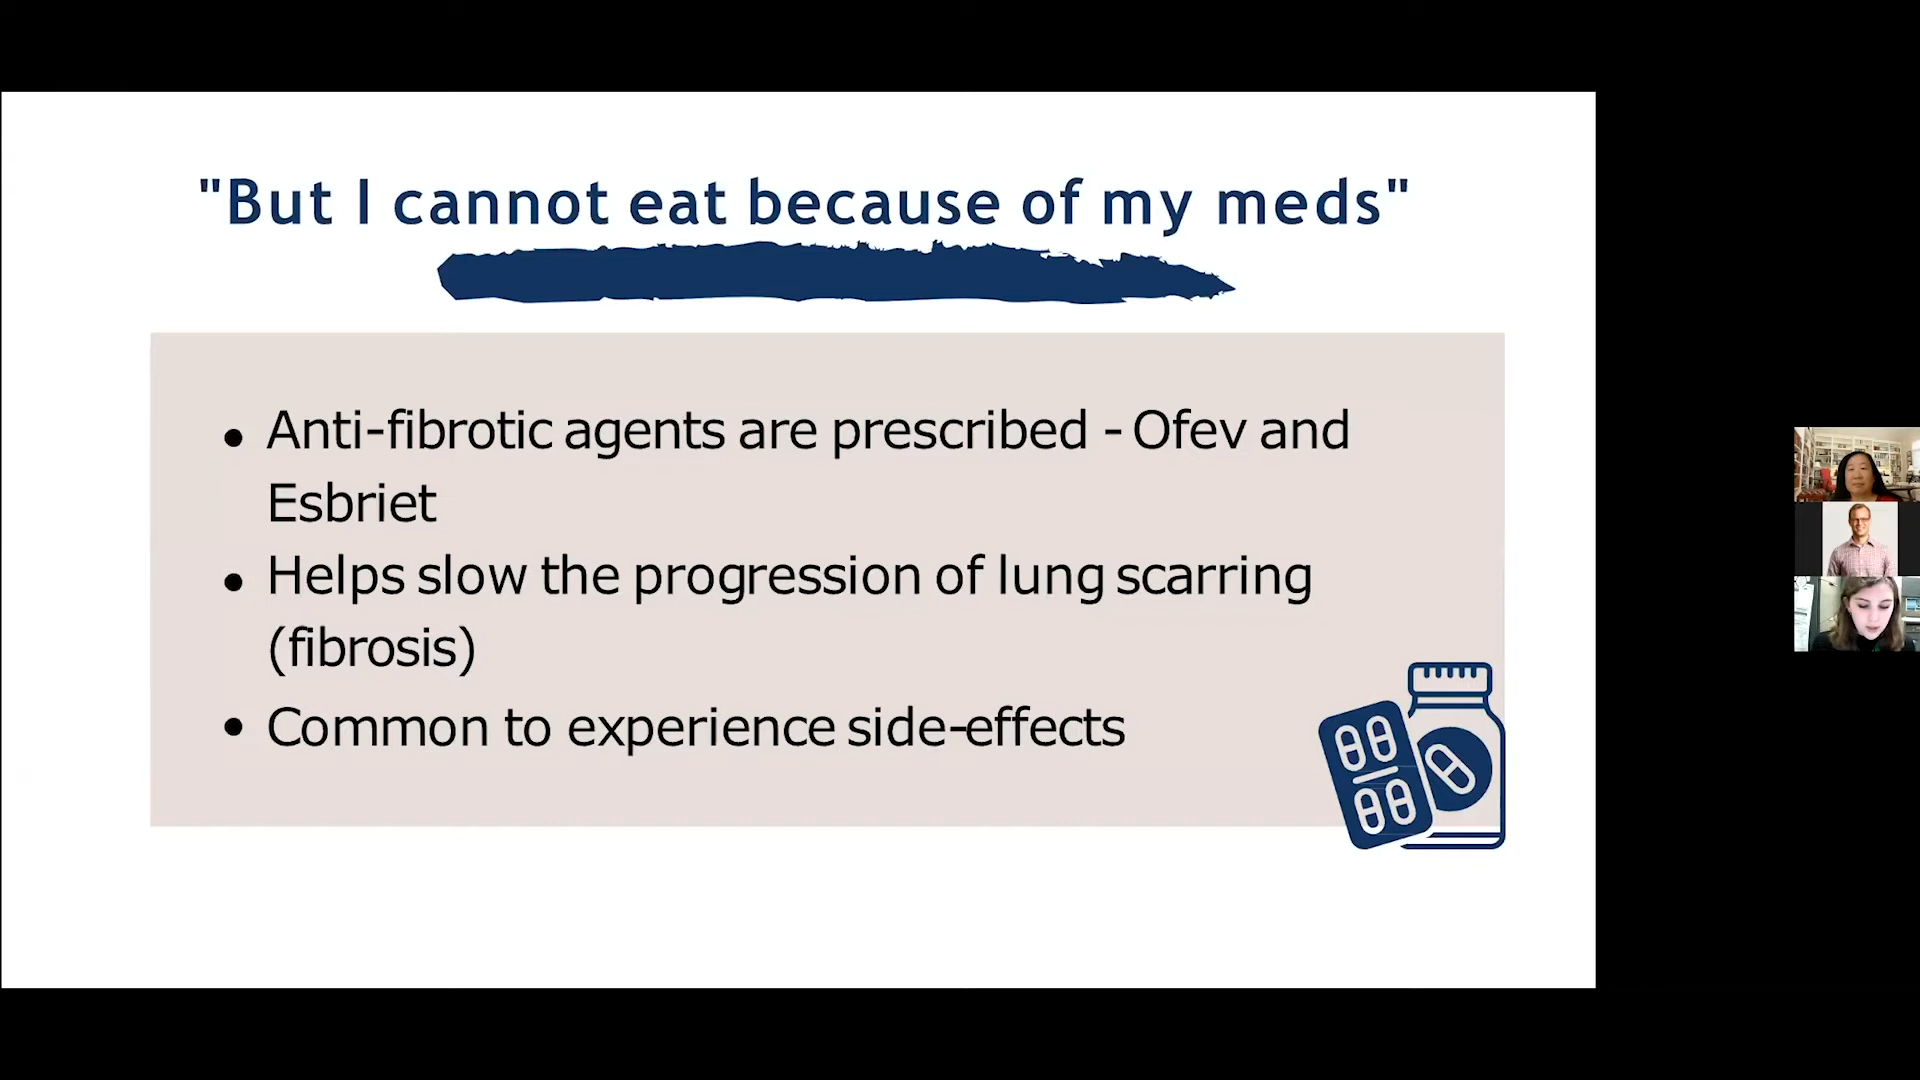 "But I cannot eat because of my meds"
• Anti-fibrotic agents are prescribed - Ofev and
Esbriet
• Helps slow the progression of lung scarring
(fibrosis)
• Common to experience side-effects